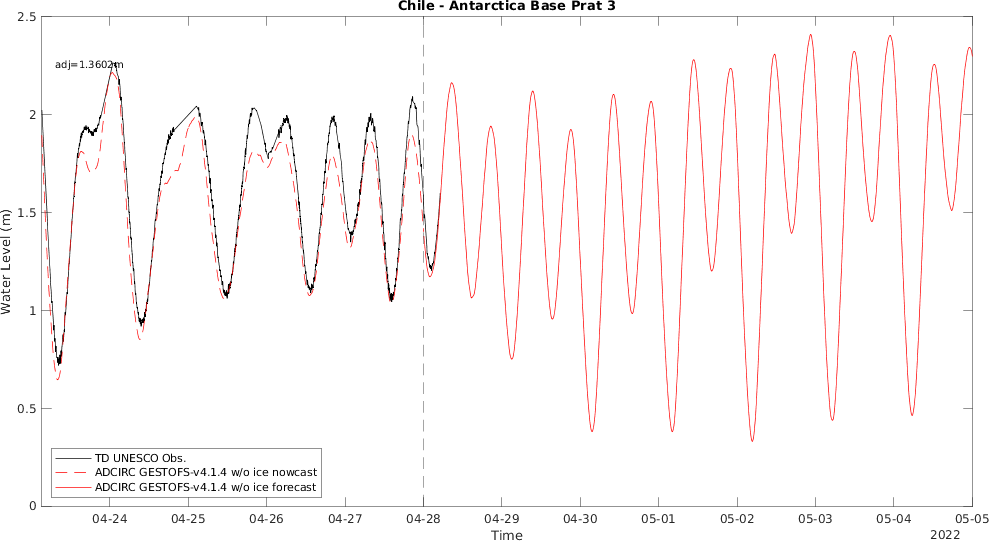 Chile - Antarctica Base Prat 3
2.5
adj=1.3602m
2
1.5
Water Level (m)
1
0.5
TD UNESCO Obs.
ADCIRC GESTOFS-v4.1.4 w/o ice nowcast
ADCIRC GESTOFS-v4.1.4 w/o ice forecast
0
04-24 04-25 04-26 04-27 04-28 04-29 04-30 05-01 05-02 05-03 05-04 05-05
Time
2022